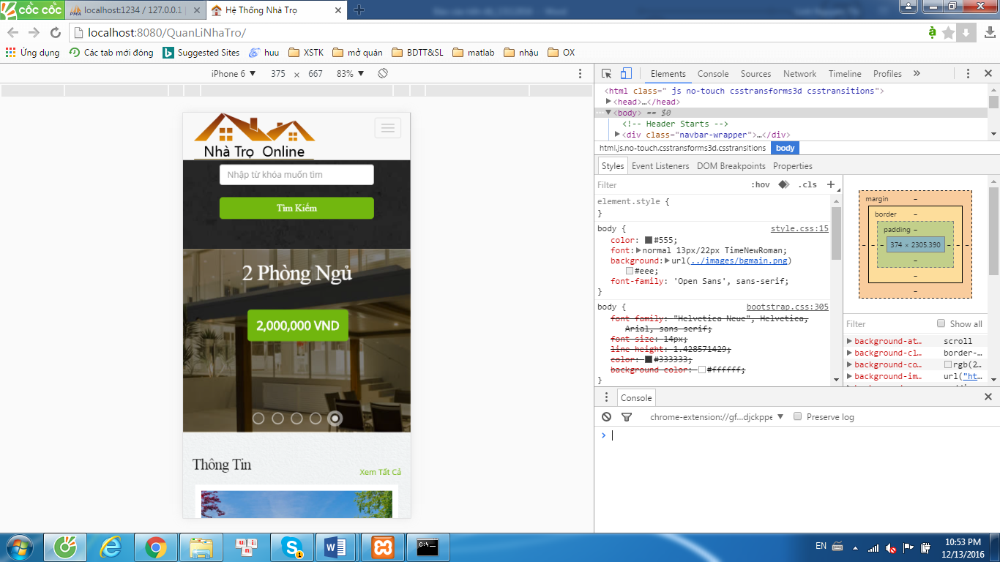 CỐC CỐC
localhost:1234 / 127.0.0.1
Hệ Thống Nhà Trọ
localhost:8080/QuanLiNhaTro/
Ứng dụng
Các tab mới đóng
Suggested Sites
huu
XSTK
mở quán
BDTT&SL
matlab
nhậu
OX
iPhone 6 ▼ 375 × 667 83% ▼
Nhà Trọ Online
Nhập từ khóa muốn tìm
Tìm Kiếm
2 Phòng Ngủ
2,000,000 VND
Thông Tin
Xem Tất Cả
Elements Console Sources Network Timeline Profiles »
<html class=" js no-touch csstransforms3d csstransitions">
▶<head>…</head>
…▼<body> == $0
<!-- Header Starts -->
▶<div class="navbar-wrapper">…</div>
html.js.no-touch.csstransforms3d.csstransitions body
Styles Event Listeners DOM Breakpoints Properties
Filter :hov .cls +
element.style {
}
body { style.css:15
color: #555;
font:▶normal 13px/22px TimeNewRoman;
background:▶url(../images/bgmain.png)
#eee;
font-family: 'Open Sans', sans-serif;
}
body { bootstrap.css:305
font-family: "Helvetica Neue", Helvetica,
Arial, sans-serif;
font-size: 14px;
line-height: 1.428571429;
color: #333333;
background-color: #ffffff;
}
margin –
border –
padding –
– – – 374 × 2305.390 – – –
–
–
–
Filter Show all
▶background-at… scroll
▶background-cl… border-…
▶background-co… rgb(2…
▶background-im… url("ht…
Console
chrome-extension://gf…djckppe ▼ Preserve log
>
EN
10:53 PM
12/13/2016